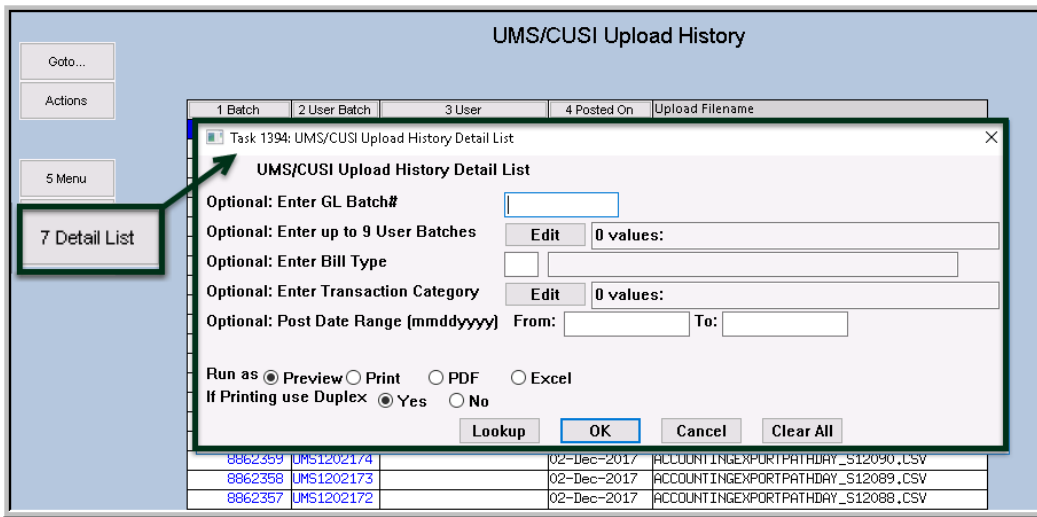 UMS/CUSI Upload History
Goto...
Actions
1 Batch 2 User Batch 3 User 4 Posted On Upload Filename
Task 1394: UMS/CUSI Upload History Detail List
5 Menu
UMS/CUSI Upload History Detail List
Optional: Enter GL Batch#
7 Detail List
Optional: Enter up to 9 User Batches Edit 0 values:
Optional: Enter Bill Type
Optional: Enter Transaction Category Edit 0 values:
Optional: Post Date Range (mmddyyyy) From: To:
Run as Preview Print PDF Excel
If Printing use Duplex Yes No
Lookup OK Cancel Clear All
8862359 UMS1202174 02-Dec-2017 ACCOUNTINGEXPORTPATHDAY_S12090.CSV
8862358 UMS1202173 02-Dec-2017 ACCOUNTINGEXPORTPATHDAY_S12089.CSV
8862357 UMS1202172 02-Dec-2017 ACCOUNTINGEXPORTPATHDAY_S12088.CSV